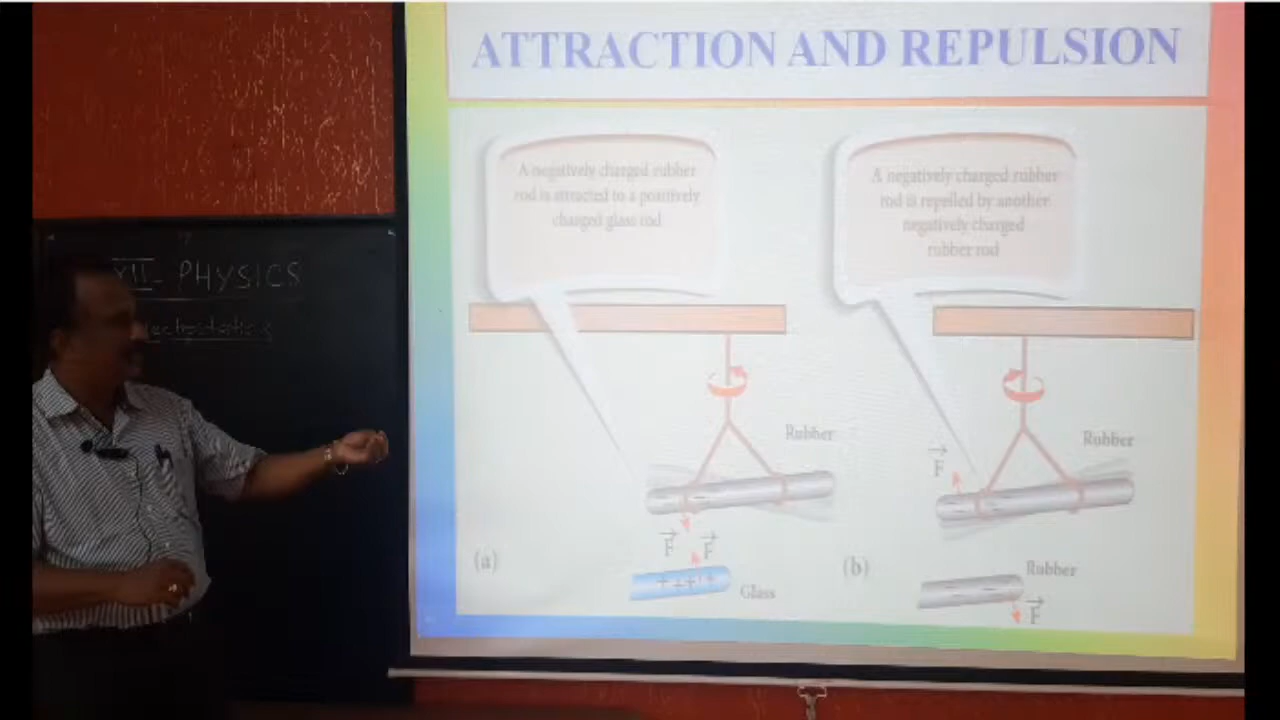 ATTRACTION AND REPULSION
A negatively charged rubber
rod is attracted to a positively
charged glass rod
A negatively charged rubber
rod is repelled by another
negatively charged
rubber rod
XII - PHYSICS
Rubber
F
F
(a)
Glass
Rubber
F
(b)
Rubber
F